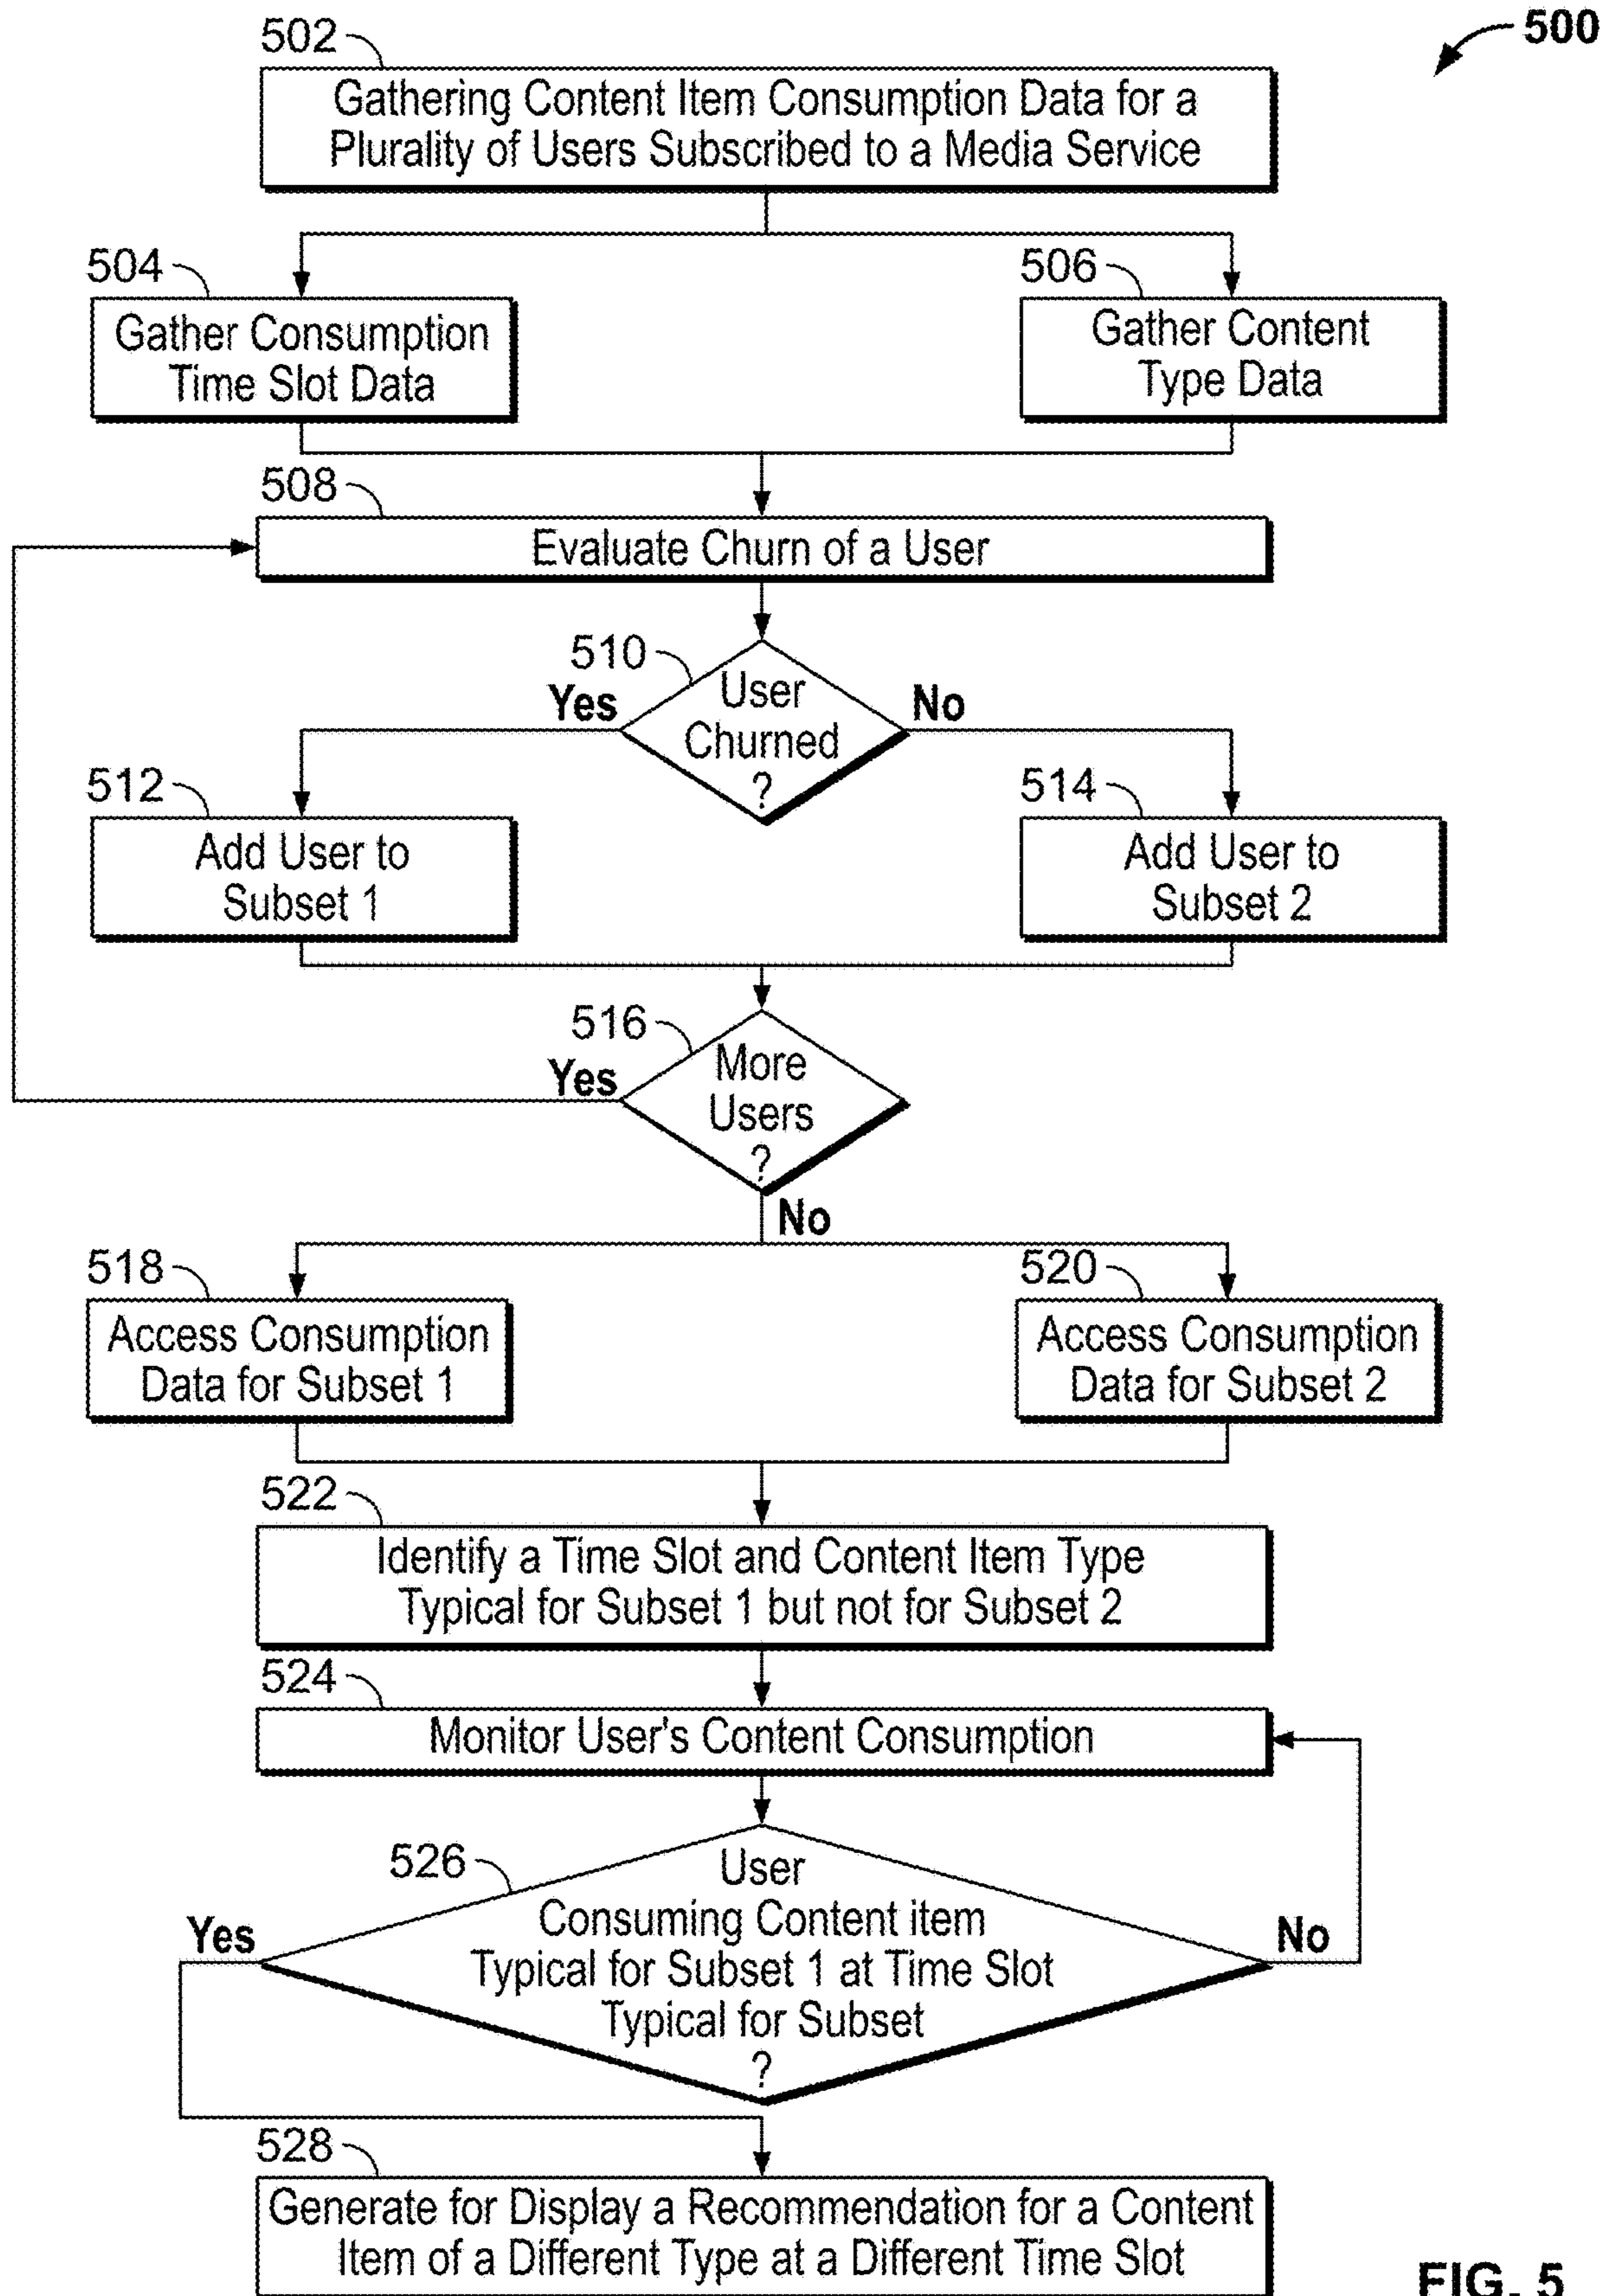 500
502
Gathering Content Item Consumption Data for a
Plurality of Users Subscribed to a Media Service
504
Gather Consumption
Time Slot Data
506
Gather Content
Type Data
508
Evaluate Churn of a User
510
User
Churned
?
Yes
No
512
Add User to
Subset 1
514
Add User to
Subset 2
516
More
Users
?
Yes
No
518
Access Consumption
Data for Subset 1
520
Access Consumption
Data for Subset 2
522
Identify a Time Slot and Content Item Type
Typical for Subset 1 but not for Subset 2
524
Monitor User's Content Consumption
526
User
Consuming Content item
Typical for Subset 1 at Time Slot
Typical for Subset
?
Yes
No
528
Generate for Display a Recommendation for a Content
Item of a Different Type at a Different Time Slot
FIG. 5